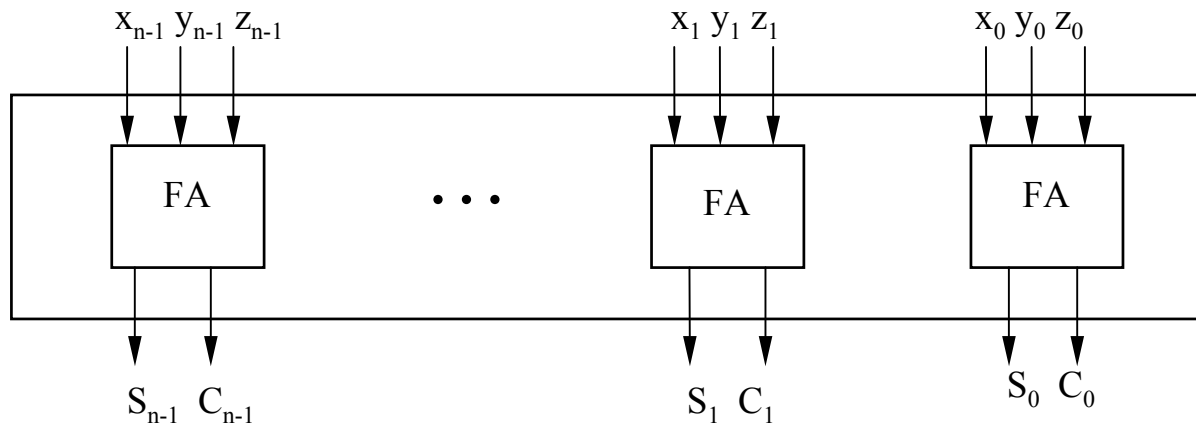 xₙ₋₁ yₙ₋₁ zₙ₋₁ x₁ y₁ z₁ x₀ y₀ z₀
FA • • • FA FA
Sₙ₋₁ Cₙ₋₁ S₁ C₁ S₀ C₀